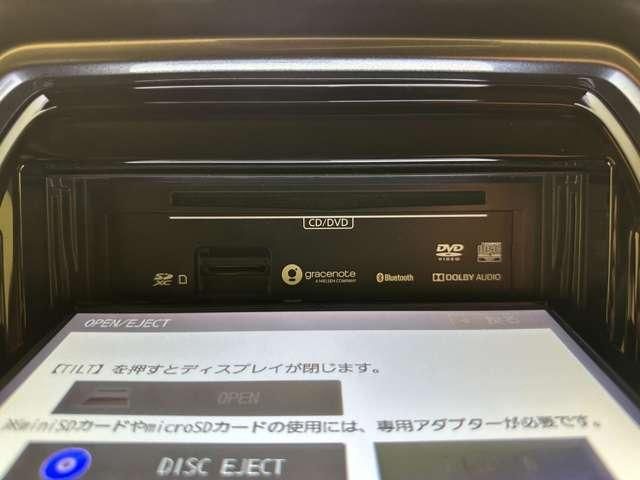 CD/DVD
SD XC
gracenote
A NIELSEN COMPANY
Bluetooth
DVD VIDEO
DOLBY AUDIO
OPEN/EJECT
【TILT】を押すとディスプレイが閉じます。
OPEN
※miniSDカードやmicroSDカードの使用には、専用アダプターが必要です。
DISC EJECT